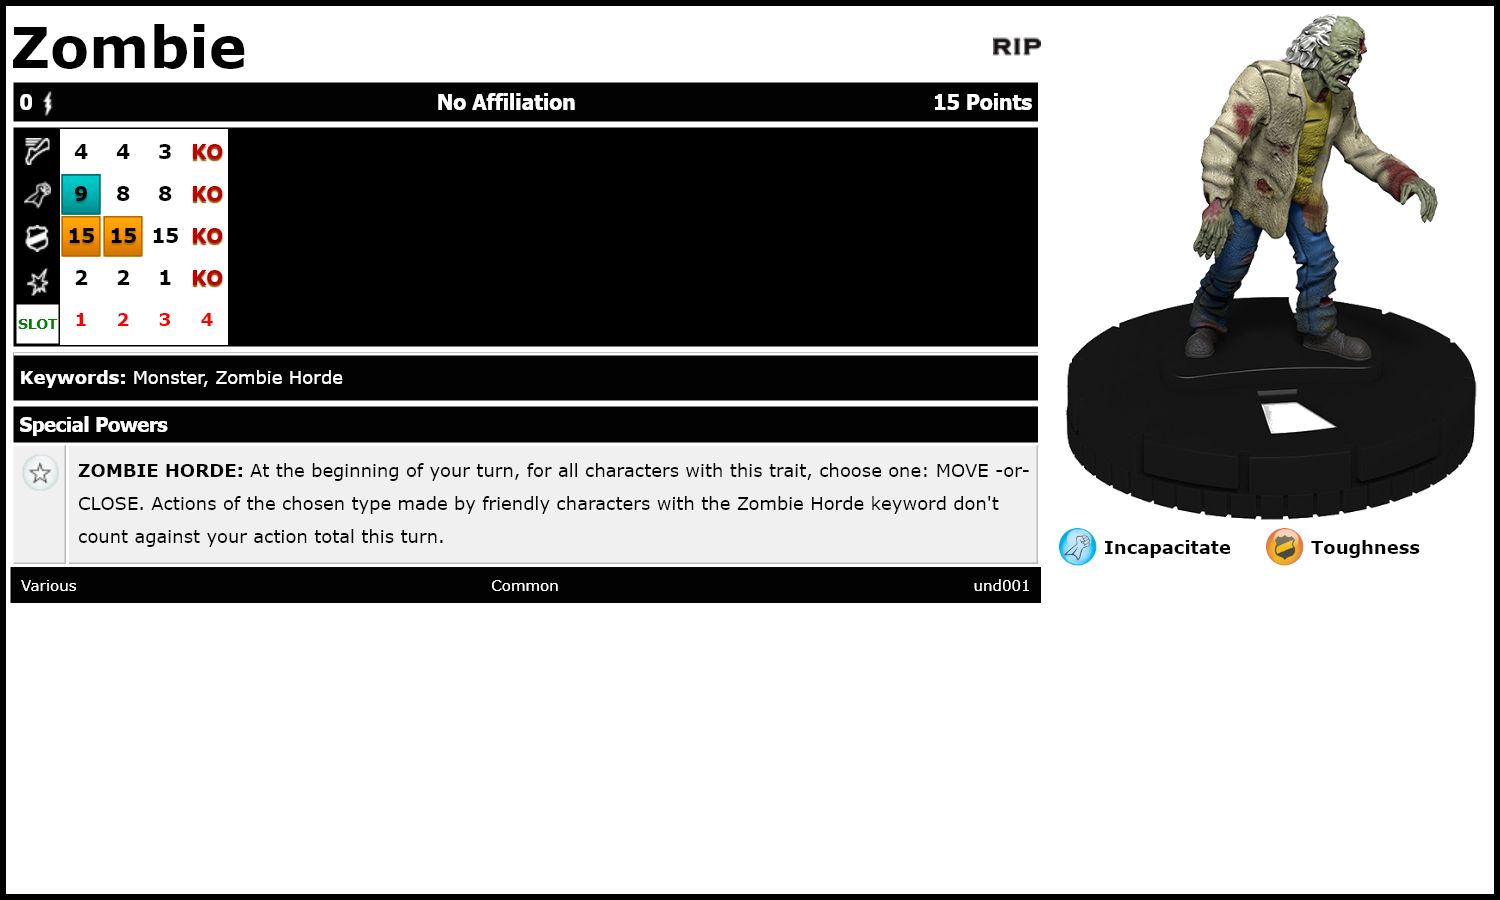 Zombie
RIP
0 No Affiliation 15 Points
4 4 3 KO
9 8 8 KO
15 15 15 KO
2 2 1 KO
SLOT 1 2 3 4
Keywords: Monster, Zombie Horde
Special Powers
ZOMBIE HORDE: At the beginning of your turn, for all characters with this trait, choose one: MOVE -or-
CLOSE. Actions of the chosen type made by friendly characters with the Zombie Horde keyword don't
count against your action total this turn.
Various Common und001
Incapacitate Toughness